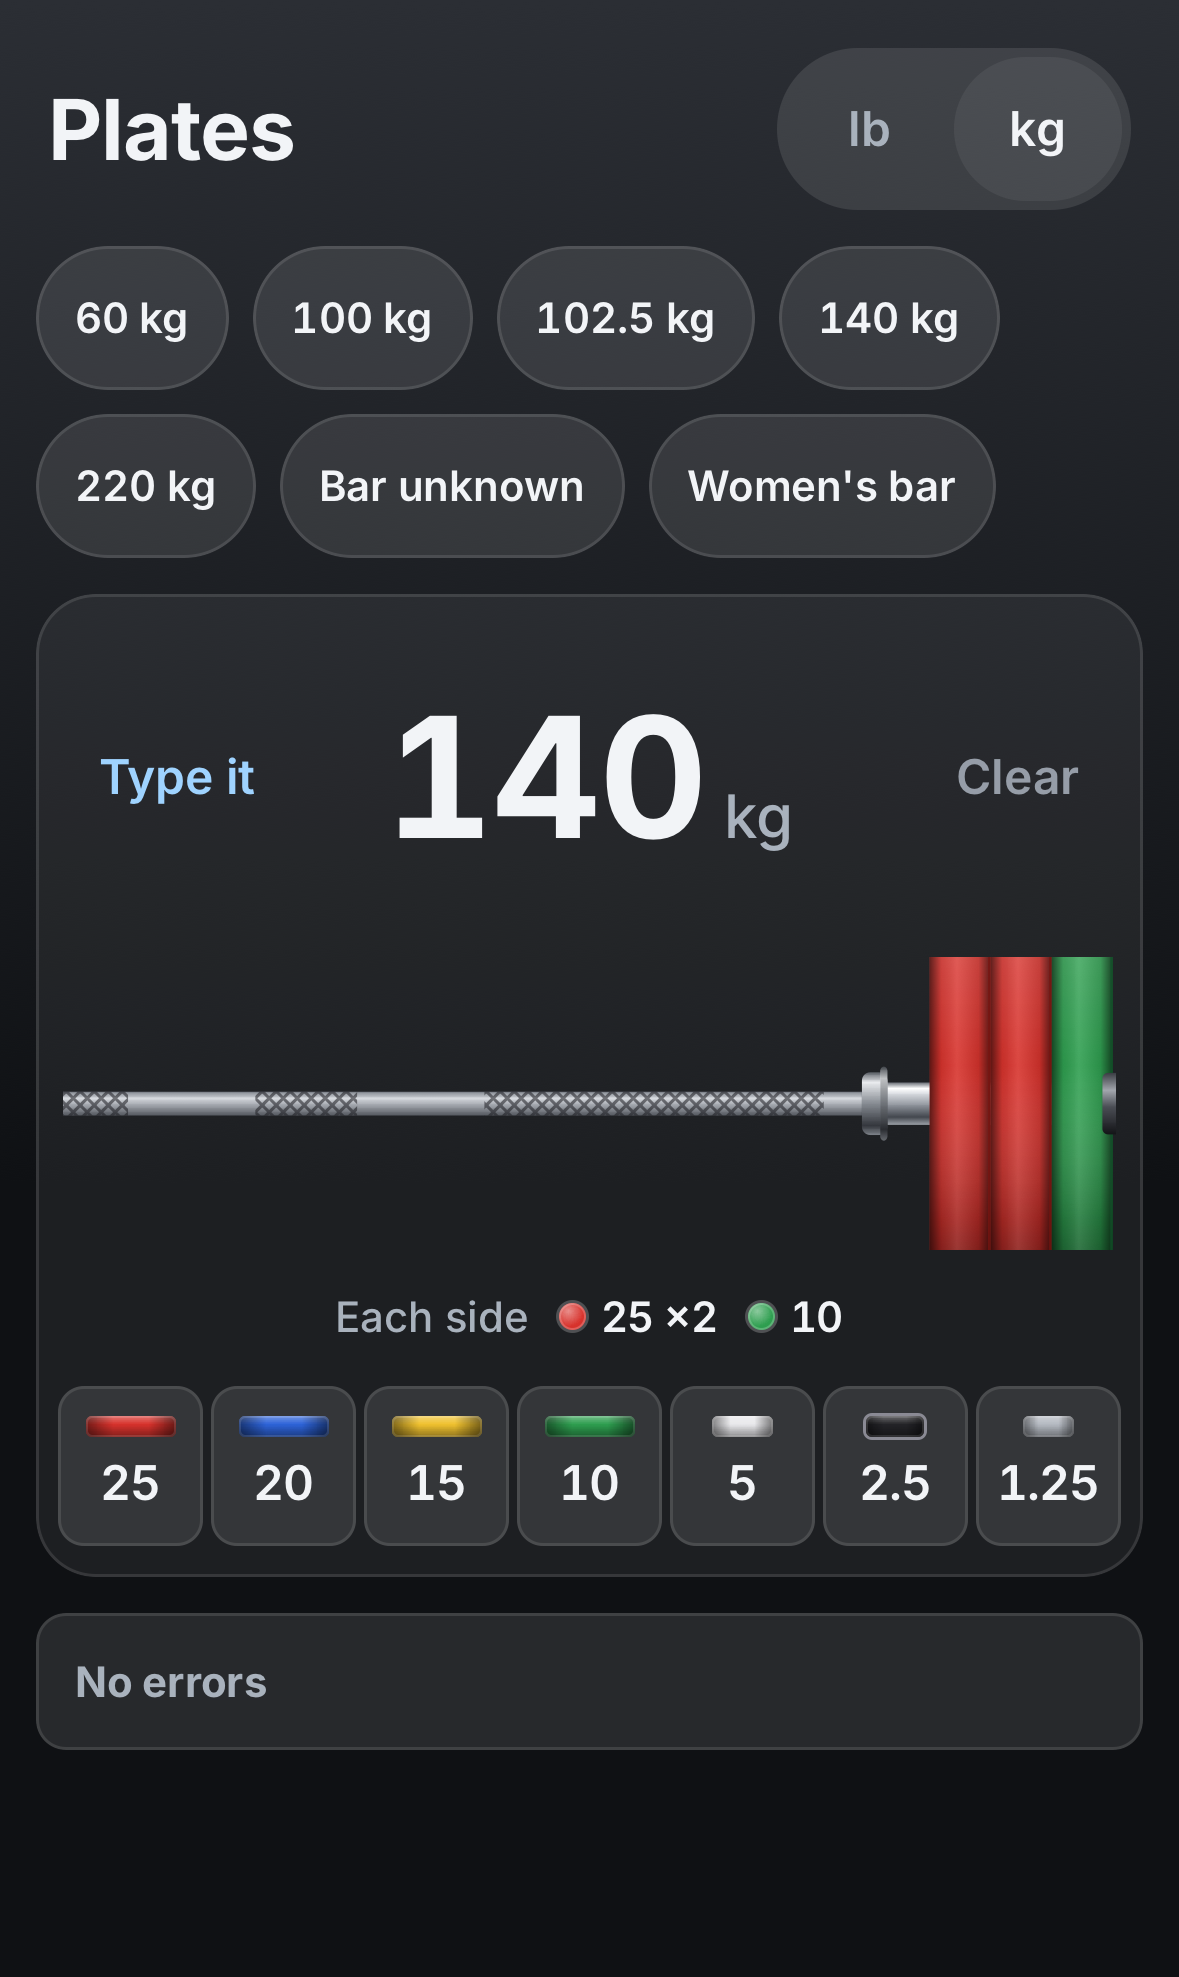 Plates
lb kg
60 kg 100 kg 102.5 kg 140 kg
220 kg Bar unknown Women's bar
Type it 140 kg Clear
Each side 25 ×2 10
25 20 15 10 5 2.5 1.25
No errors